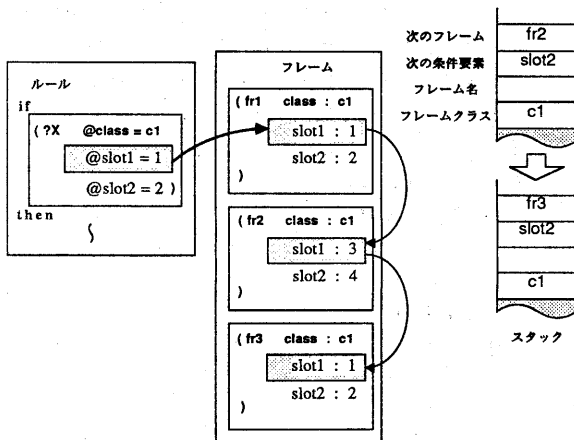 ルール
if
( ?X @class = c1
@slot1 = 1
@slot2 = 2 )
then
フレーム
( fr1 class : c1
slot1 : 1
slot2 : 2
)
(fr2 class : c1
slot1 : 3
slot2 : 4
)
( fr3 class : c1
slot1 : 1
slot2 : 2
)
次のフレーム fr2
次の条件要素 slot2
フレーム名
フレームクラス c1
fr3
slot2
c1
スタック